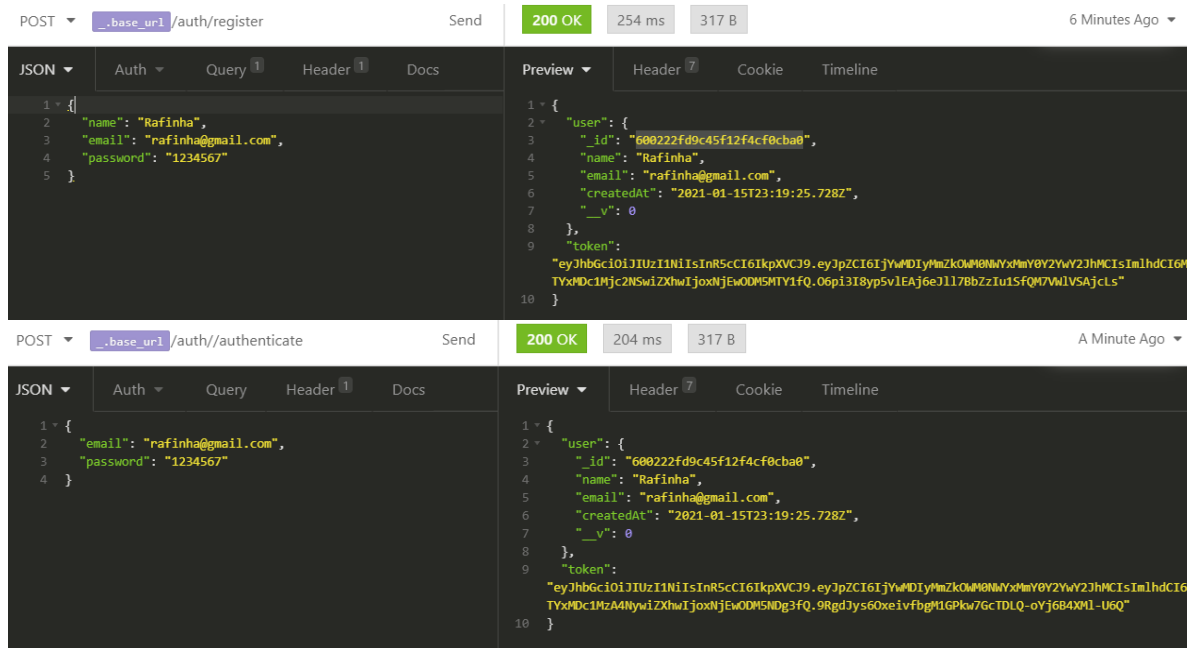 POST _.base_url/auth/register Send 200 OK 254 ms 317 B 6 Minutes Ago
JSON Auth Query 1 Header 1 Docs Preview Header 7 Cookie Timeline
1 {
2 "name": "Rafinha",
3 "email": "rafinha@gmail.com",
4 "password": "1234567"
5 }
1 {
2 "user": {
3 "_id": "600222fd9c45f12f4cf0cba0",
4 "name": "Rafinha",
5 "email": "rafinha@gmail.com",
6 "createdAt": "2021-01-15T23:19:25.728Z",
7 "__v": 0
8 },
9 "token":
"eyJhbGciOiJIUzI1NiIsInR5cCI6IkpXVCJ9.eyJpZCI6IjYwMDIyMmZkOWM0NWYxMmY0Y2YwY2JhMCIsImlhdCI6M
TYxMDc1Mjc2NSwiZXhwIjoxNjEwODM5MTY1fQ.O6pi3I8yp5vlEAj6eJll7BbZzIu1SfQM7VWlVSAjcLs"
10 }
POST _.base_url/auth//authenticate Send 200 OK 204 ms 317 B A Minute Ago
JSON Auth Query Header 1 Docs Preview Header 7 Cookie Timeline
1 {
2 "email": "rafinha@gmail.com",
3 "password": "1234567"
4 }
1 {
2 "user": {
3 "_id": "600222fd9c45f12f4cf0cba0",
4 "name": "Rafinha",
5 "email": "rafinha@gmail.com",
6 "createdAt": "2021-01-15T23:19:25.728Z",
7 "__v": 0
8 },
9 "token":
"eyJhbGciOiJIUzI1NiIsInR5cCI6IkpXVCJ9.eyJpZCI6IjYwMDIyMmZkOWM0NWYxMmY0Y2YwY2JhMCIsImlhdCI6
TYxMDc1MzA4NywiZXhwIjoxNjEwODM5NDg3fQ.9RgdJys6OxeivfbgM1GPkw7GcTDLQ-oYj6B4XMl-U6Q"
10 }